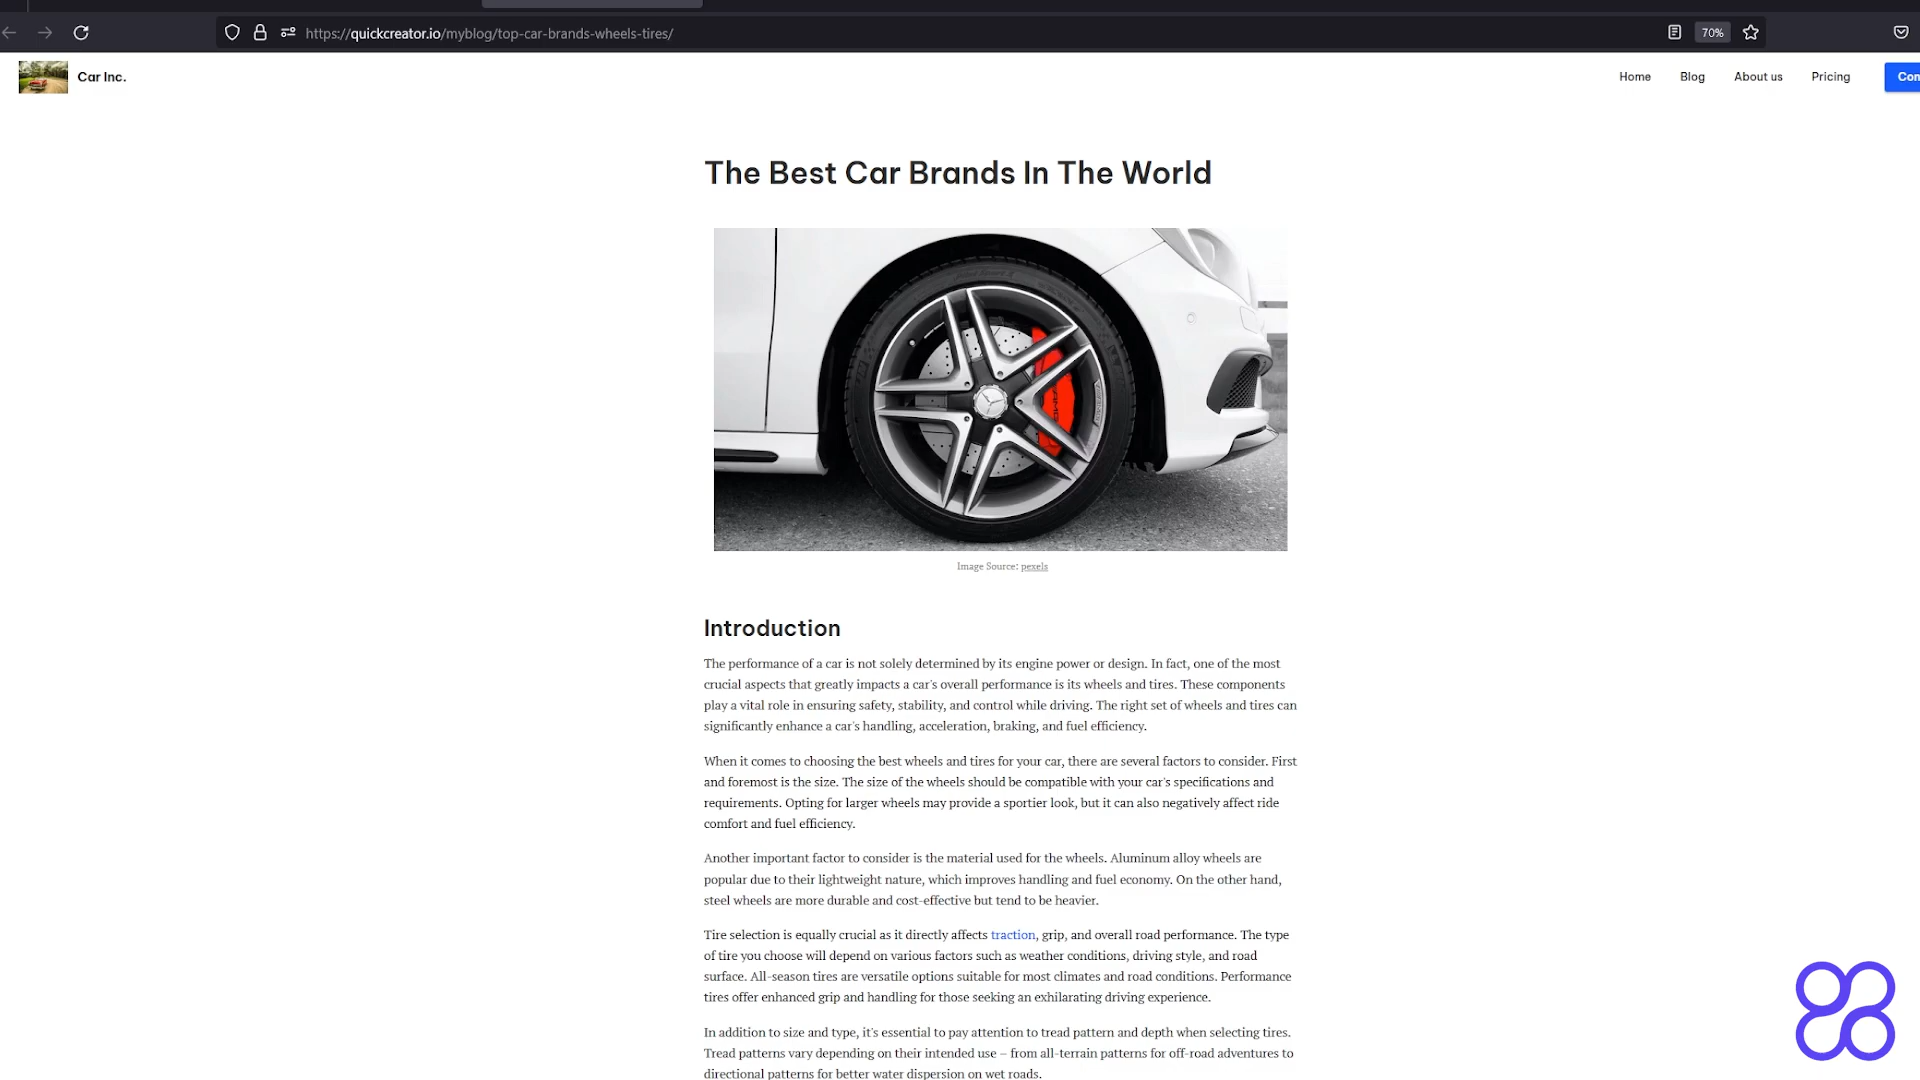 https://quickcreator.io/myblog/top-car-brands-wheels-tires/
70%
Car Inc.
Home
Blog
About us
Pricing
The Best Car Brands In The World
AMG
Image Source: pexels
Introduction
The performance of a car is not solely determined by its engine power or design. In fact, one of the most
crucial aspects that greatly impacts a car's overall performance is its wheels and tires. These components
play a vital role in ensuring safety, stability, and control while driving. The right set of wheels and tires can
significantly enhance a car's handling, acceleration, braking, and fuel efficiency.
When it comes to choosing the best wheels and tires for your car, there are several factors to consider. First
and foremost is the size. The size of the wheels should be compatible with your car's specifications and
requirements. Opting for larger wheels may provide a sportier look, but it can also negatively affect ride
comfort and fuel efficiency.
Another important factor to consider is the material used for the wheels. Aluminum alloy wheels are
popular due to their lightweight nature, which improves handling and fuel economy. On the other hand,
steel wheels are more durable and cost-effective but tend to be heavier.
Tire selection is equally crucial as it directly affects traction, grip, and overall road performance. The type
of tire you choose will depend on various factors such as weather conditions, driving style, and road
surface. All-season tires are versatile options suitable for most climates and road conditions. Performance
tires offer enhanced grip and handling for those seeking an exhilarating driving experience.
In addition to size and type, it's essential to pay attention to tread pattern and depth when selecting tires.
Tread patterns vary depending on their intended use – from all-terrain patterns for off-road adventures to
directional patterns for better water dispersion on wet roads.